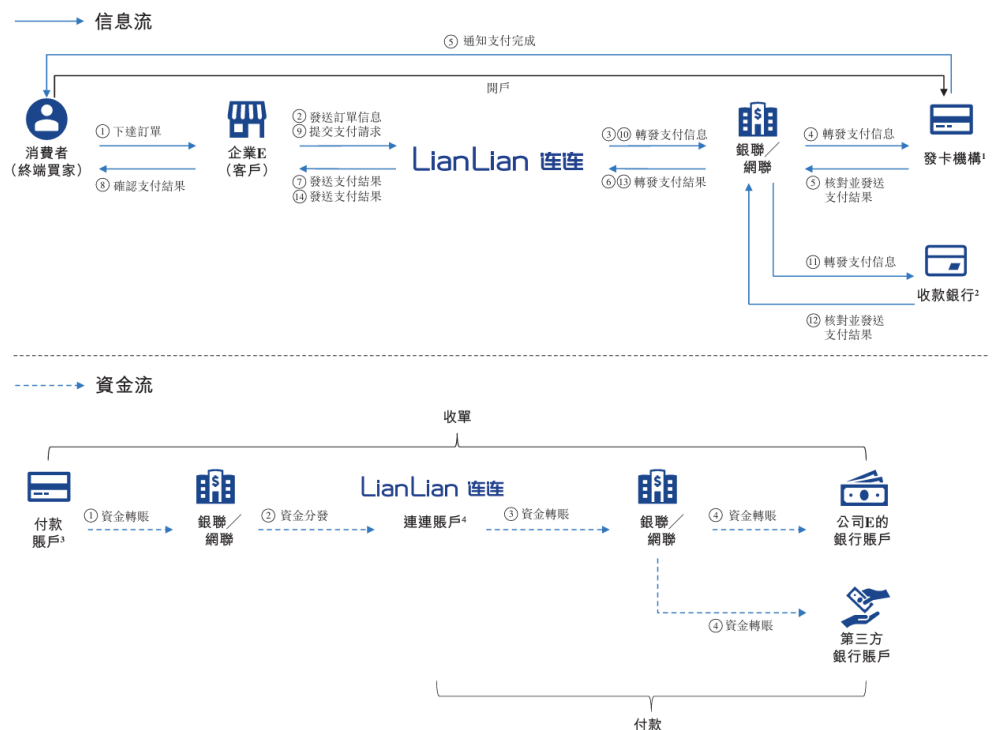 信息流
⑤ 通知支付完成
開戶
① 下達訂單
消費者
(終端買家)
⑧ 確認支付結果
企業E
(客戶)
② 發送訂單信息
⑨ 提交支付請求
LianLian 连连
⑦ 發送支付結果
⑭ 發送支付結果
③⑩ 轉發支付信息
⑥⑬ 轉發支付結果
銀聯/
網聯
④ 轉發支付信息
⑤ 核對並發送
支付結果
發卡機構¹
⑪ 轉發支付信息
收款銀行²
⑫ 核對並發送
支付結果
資金流
收單
付款
賬戶³
① 資金轉賬
銀聯/
網聯
② 資金分發
LianLian 连连
連連賬戶⁴
③ 資金轉賬
銀聯/
網聯
④ 資金轉賬
公司E的
銀行賬戶
④ 資金轉賬
第三方
銀行賬戶
付款